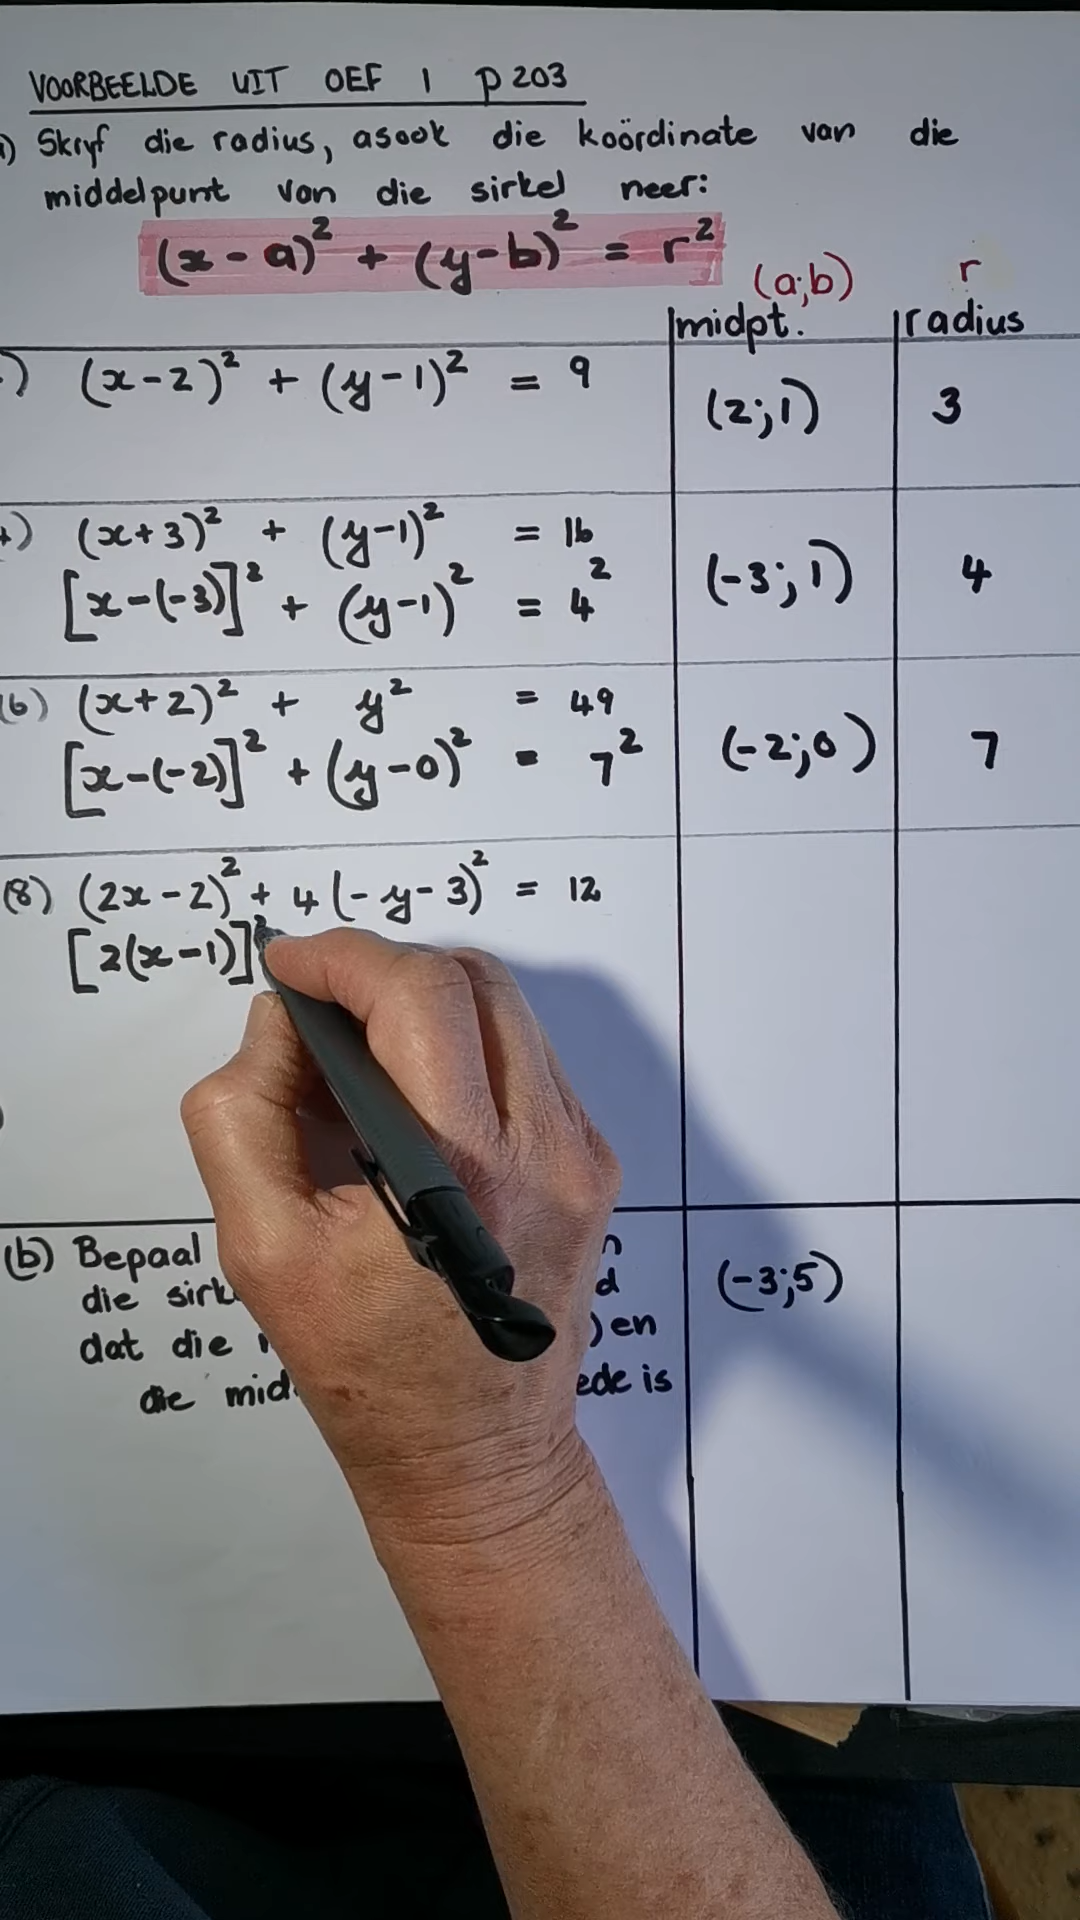 VOORBEELDE UIT OEF 1 p 203
) Skryf die radius, asook die koördinate van die
middelpunt van die sirkel neer:
(x - a)² + (y - b)² = r²
(a;b) r
midpt. radius
) (x - 2)² + (y - 1)² = 9 (2;1) 3
) (x + 3)² + (y - 1)² = 16
[x - (-3)]² + (y - 1)² = 4² (-3;1) 4
(6) (x + 2)² + y² = 49
[x - (-2)]² + (y - 0)² = 7² (-2;0) 7
(8) (2x - 2)² + 4(-y - 3)² = 12
[2(x - 1)]²
(b) Bepaal
die (-3;5)
dat die ) en
die is